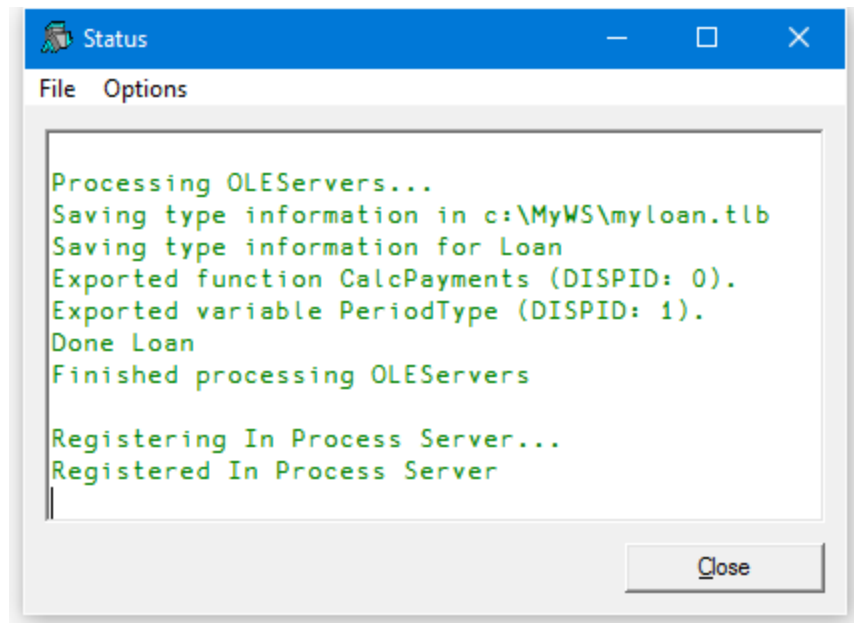 Status
File Options
Processing OLEServers...
Saving type information in c:\MyWS\myloan.tlb
Saving type information for Loan
Exported function CalcPayments (DISPID: 0).
Exported variable PeriodType (DISPID: 1).
Done Loan
Finished processing OLEServers
Registering In Process Server...
Registered In Process Server
Close